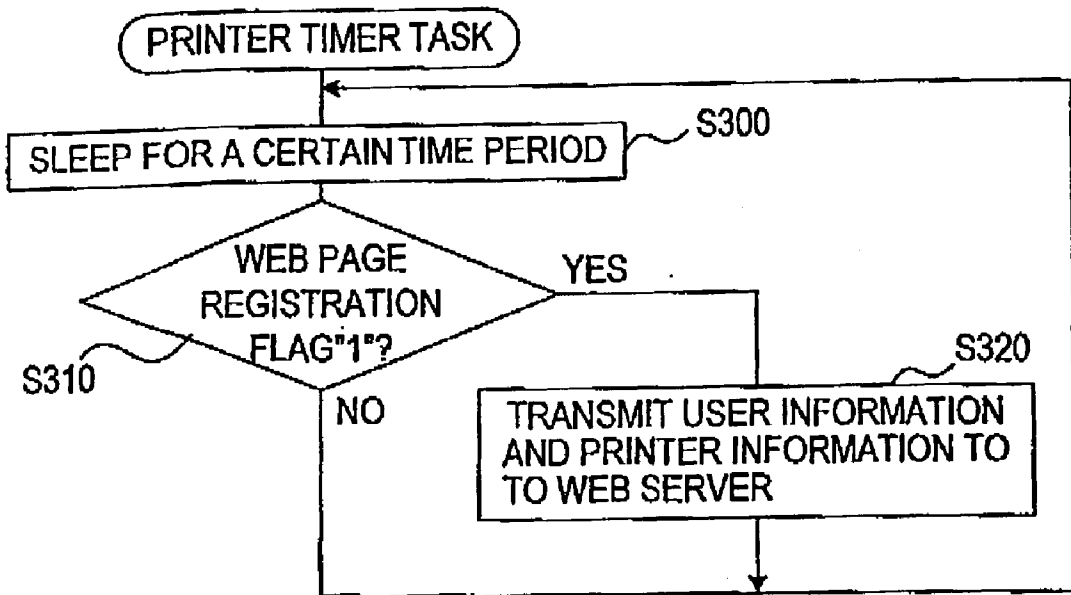 PRINTER TIMER TASK
SLEEP FOR A CERTAIN TIME PERIOD
S300
WEB PAGE
REGISTRATION
FLAG"1"?
YES
S310
NO
S320
TRANSMIT USER INFORMATION
AND PRINTER INFORMATION TO
TO WEB SERVER